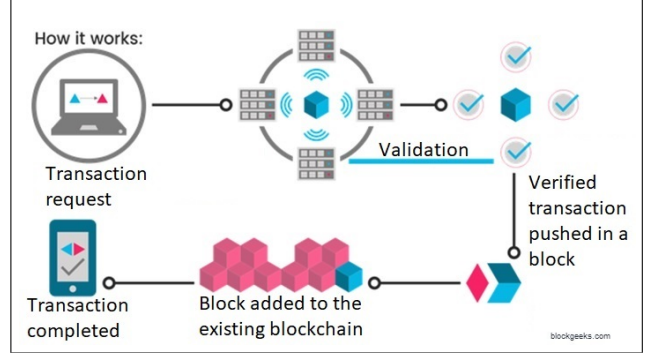 How it works:
Transaction
request
Validation
Verified
transaction
pushed in a
block
Transaction
completed
Block added to the
existing blockchain
blockgeeks.com